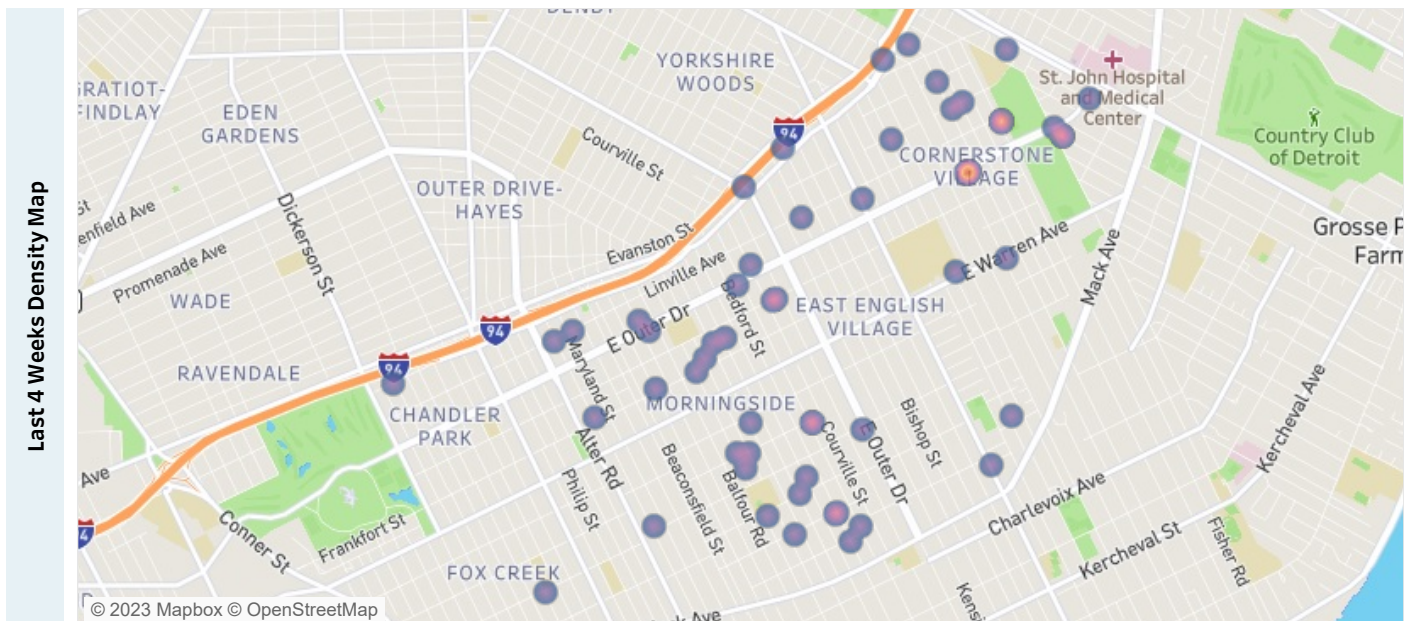 Last 4 Weeks Density Map
YORKSHIRE
WOODS
St. John Hospital
and Medical
Center
GRATIOT-
FINDLAY
EDEN
GARDENS
94
Courville St
Country Club
of Detroit
CORNERSTONE
VILLAGE
OUTER DRIVE-
HAYES
Dickerson St
Evanston St
E Warren Ave
Mack Ave
Grosse P
Farm
Promenade Ave
Linville Ave
WADE
Bedford St
EAST ENGLISH
VILLAGE
E Outer Dr
94
Maryland St
94
RAVENDALE
CHANDLER
PARK
MORNINGSIDE
Kercheval Ave
Bishop St
Courville St
E Outer Dr
Alter Rd
Beaconsfield St
Balfour Rd
Philip St
Ave
Charlevoix Ave
Conner St
Frankfort St
Kercheval St
Fisher Rd
FOX CREEK
© 2023 Mapbox © OpenStreetMap